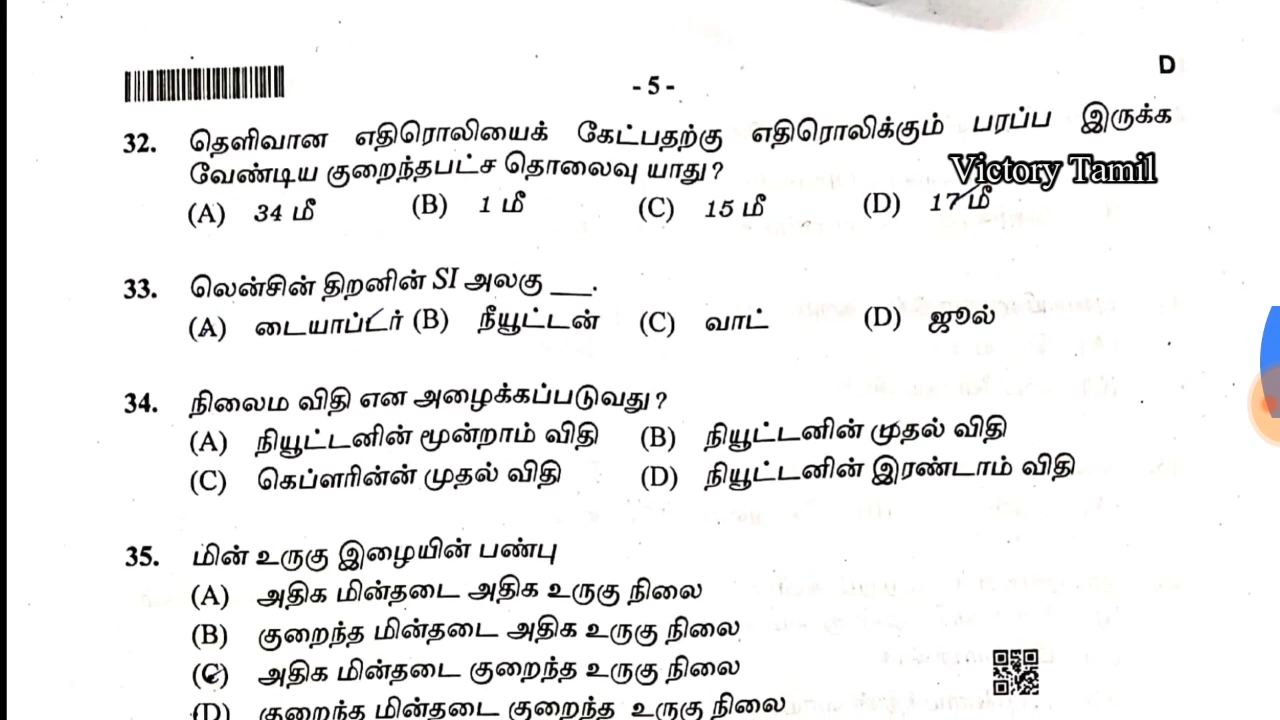 - 5 -
D
32. தெளிவான எதிரொலியைக் கேட்பதற்கு எதிரொலிக்கும் பரப்ப இருக்க
வேண்டிய குறைந்தபட்ச தொலைவு யாது?
Victory Tamil
(A) 34 மீ (B) 1 மீ (C) 15 மீ (D) 17 மீ
33. லென்சின் திறனின் SI அலகு ___.
(A) டையாப்டர் (B) நீயூட்டன் (C) வாட் (D) ஜூல்
34. நிலைம விதி என அழைக்கப்படுவது?
(A) நியூட்டனின் மூன்றாம் விதி (B) நியூட்டனின் முதல் விதி
(C) கெப்ளரின்ன் முதல் விதி (D) நியூட்டனின் இரண்டாம் விதி
35. மின் உருகு இழையின் பண்பு
(A) அதிக மின்தடை அதிக உருகு நிலை
(B) குறைந்த மின்தடை அதிக உருகு நிலை
(C) அதிக மின்தடை குறைந்த உருகு நிலை
(D) குறைந்த மின்தடை குறைந்த உருகு நிலை